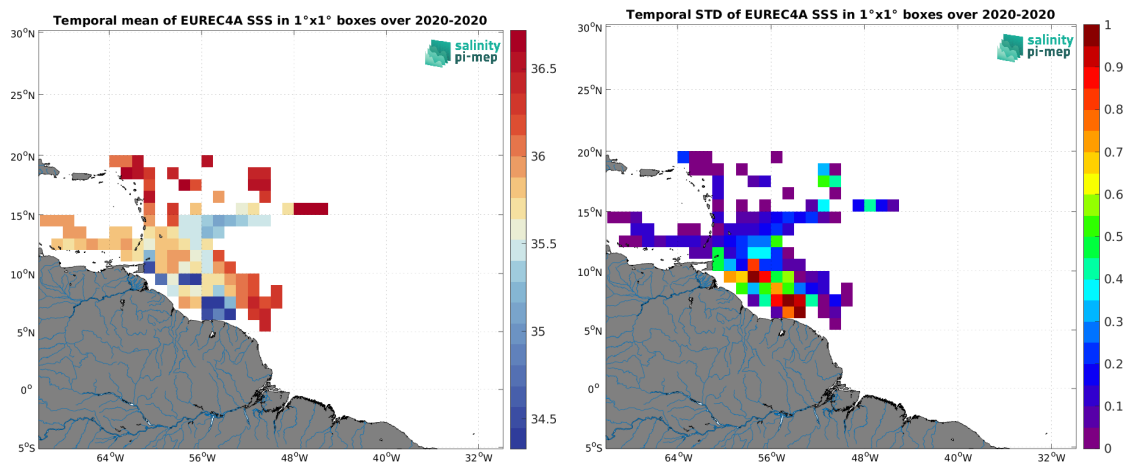 Temporal mean of EUREC4A SSS in 1°x1° boxes over 2020-2020
30°N
25°N
20°N
15°N
10°N
5°N
0°
5°S
64°W
56°W
48°W
40°W
32°W
salinity
pi-mep
36.5
36
35.5
35
34.5
Temporal STD of EUREC4A SSS in 1°x1° boxes over 2020-2020
30°N
25°N
20°N
15°N
10°N
5°N
0°
5°S
64°W
56°W
48°W
40°W
32°W
salinity
pi-mep
1
0.9
0.8
0.7
0.6
0.5
0.4
0.3
0.2
0.1
0